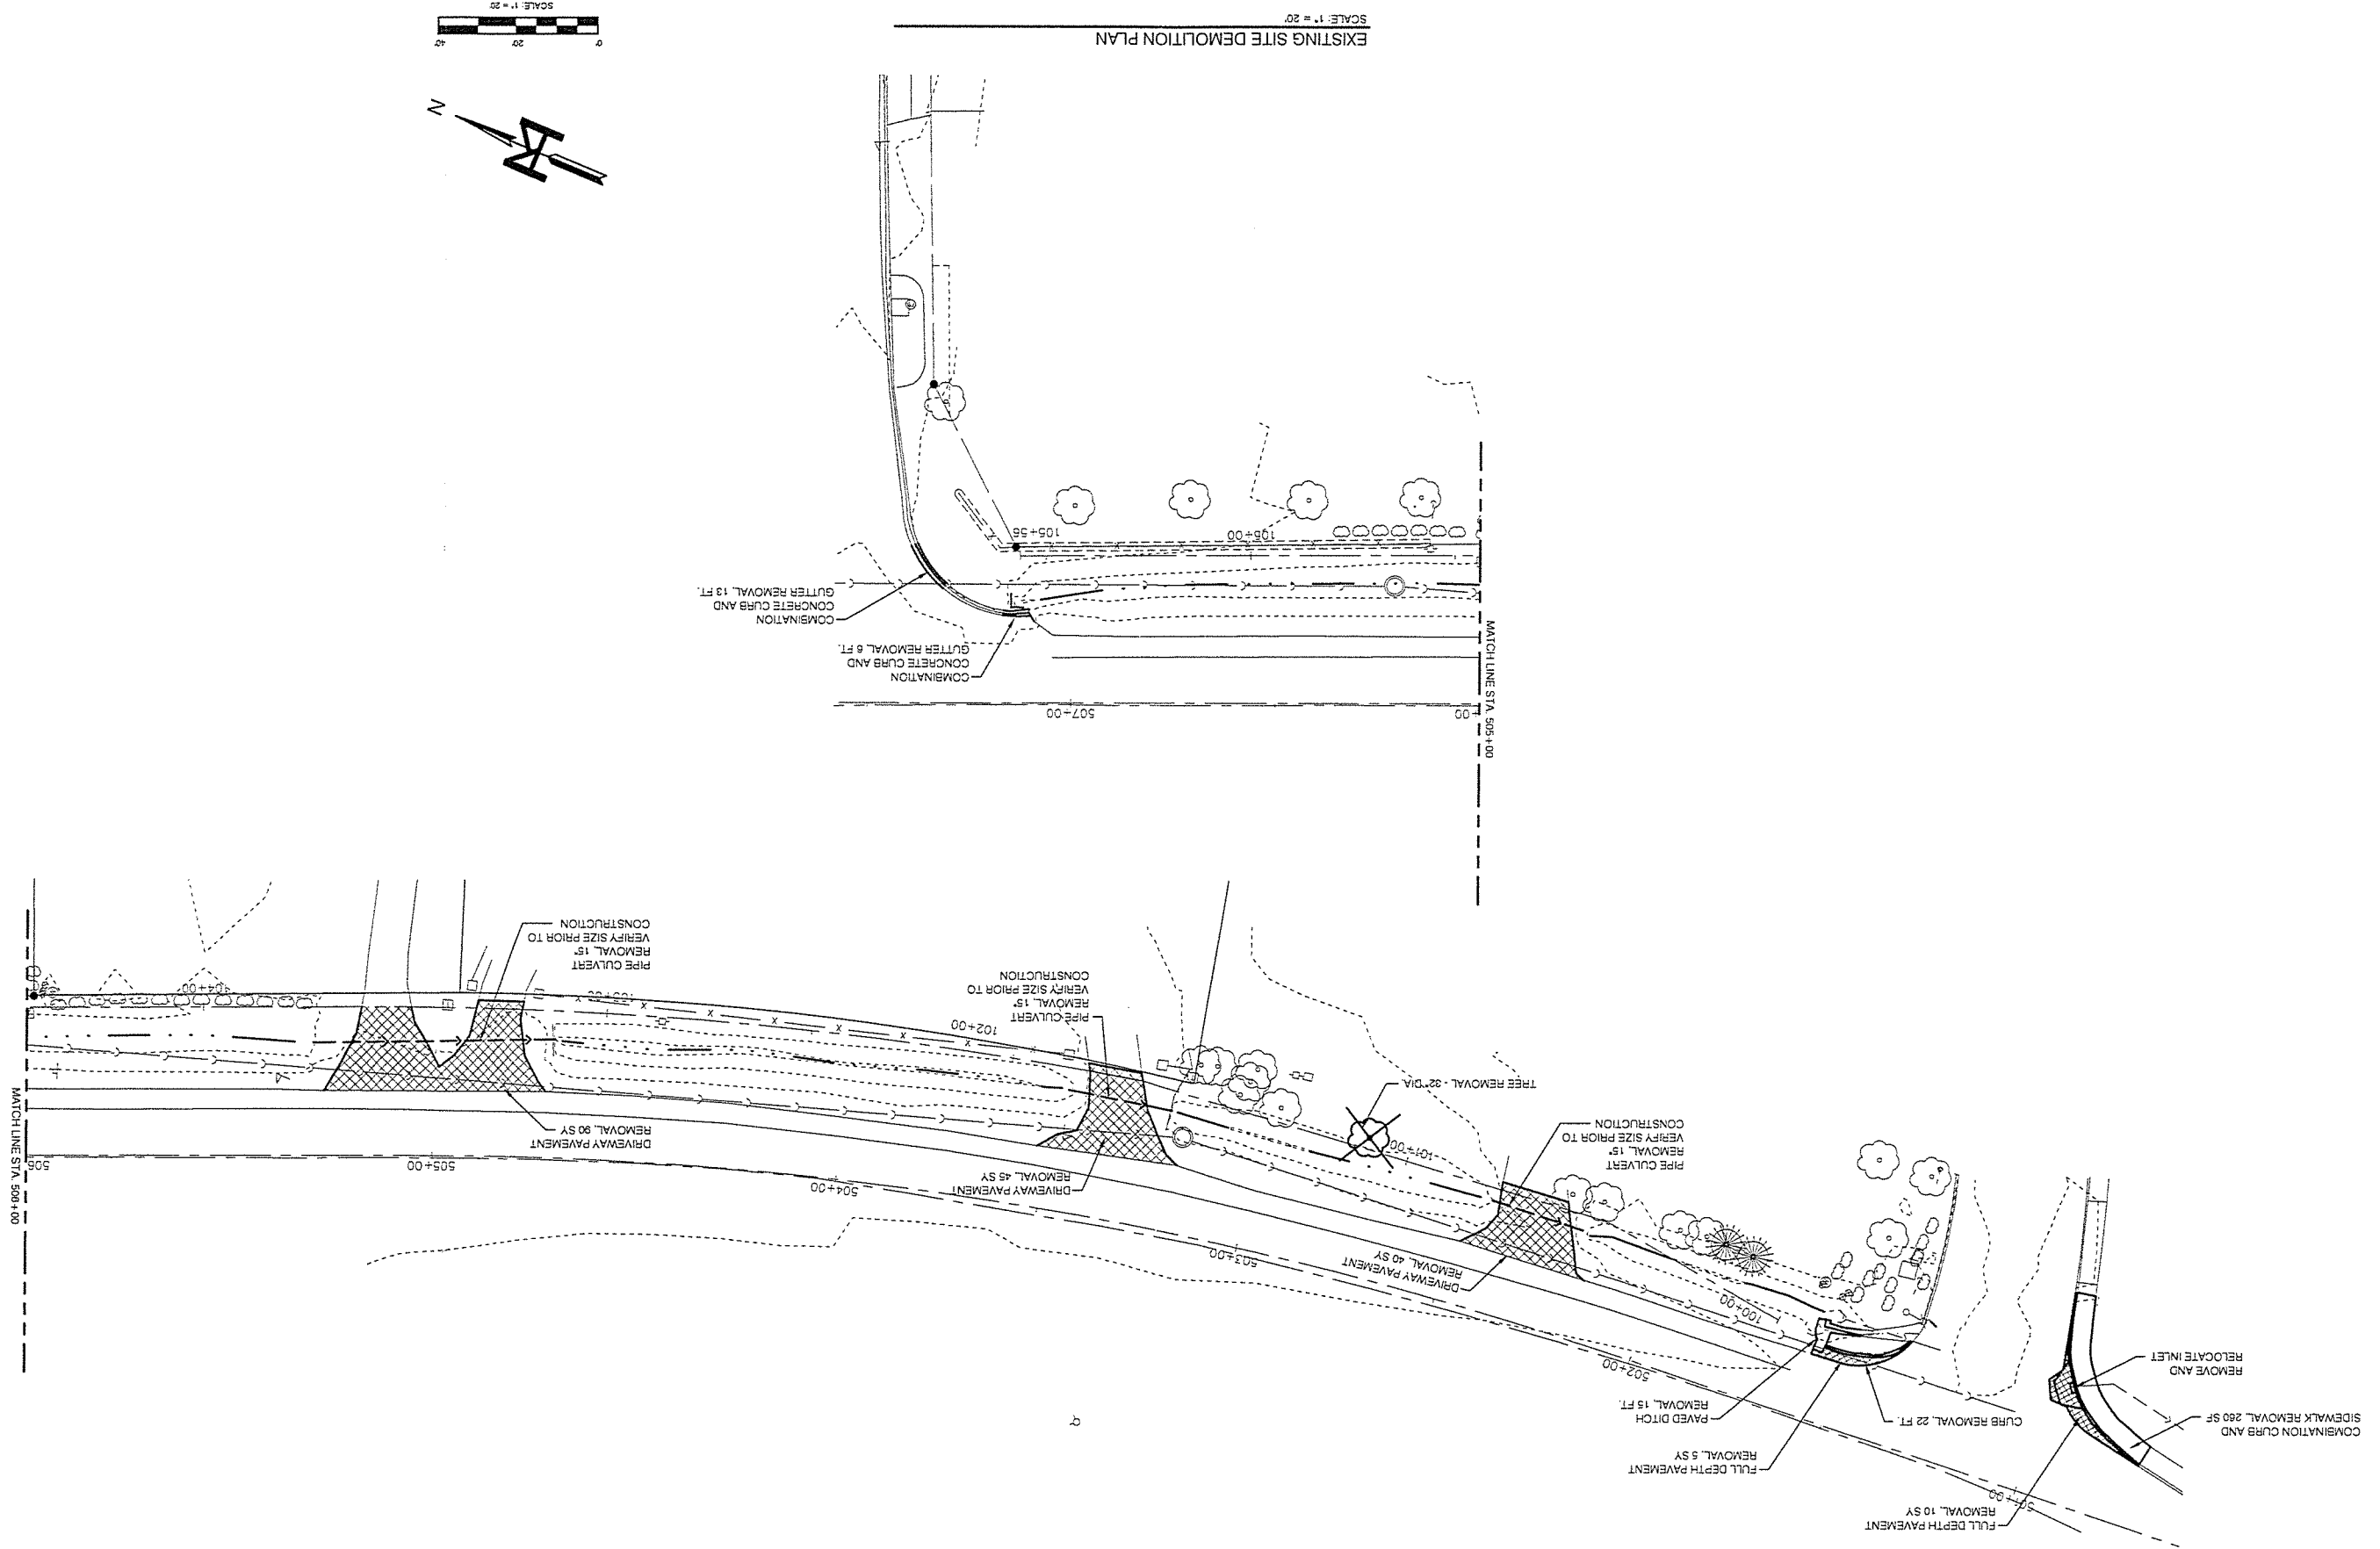 COMBINATION CURB AND
SIDEWALK REMOVAL, 260 SF
REMOVE AND
RELOCATE INLET
FULL DEPTH PAVEMENT
REMOVAL, 10 SY
501+00
CURB REMOVAL, 22 FT.
FULL DEPTH PAVEMENT
REMOVAL, 5 SY
PAVED DITCH
REMOVAL, 15 FT.
502+00
100+00
DRIVEWAY PAVEMENT
REMOVAL, 40 SY
PIPE CULVERT
REMOVAL, 15"
VERIFY SIZE PRIOR TO
CONSTRUCTION
503+00
101+00
TREE REMOVAL - 32" DIA.
DRIVEWAY PAVEMENT
REMOVAL, 45 SY
PIPE CULVERT
REMOVAL, 15"
VERIFY SIZE PRIOR TO
CONSTRUCTION
504+00
102+00
DRIVEWAY PAVEMENT
REMOVAL, 90 SY
PIPE CULVERT
REMOVAL, 15"
VERIFY SIZE PRIOR TO
CONSTRUCTION
505+00
103+00
104+00
506
MATCH LINE STA. 506+00
MATCH LINE STA. 505+00
+00
507+00
COMBINATION
CONCRETE CURB AND
GUTTER REMOVAL, 6 FT.
COMBINATION
CONCRETE CURB AND
GUTTER REMOVAL, 13 FT.
105+00
105+56
N
EXISTING SITE DEMOLITION PLAN
SCALE: 1" = 20'
0'
20'
40'
SCALE: 1" = 20'